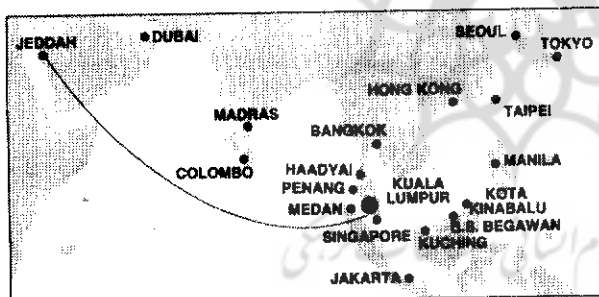 JEDDAH
DUBAI
SEOUL
TOKYO
HONG KONG
TAIPEI
MADRAS
BANGKOK
COLOMBO
MANILA
HAADYAI
PENANG
KUALA
LUMPUR
MEDAN
KOTA
KINABALU
SINGAPORE
B.S. BEGAWAN
KUCHING
JAKARTA